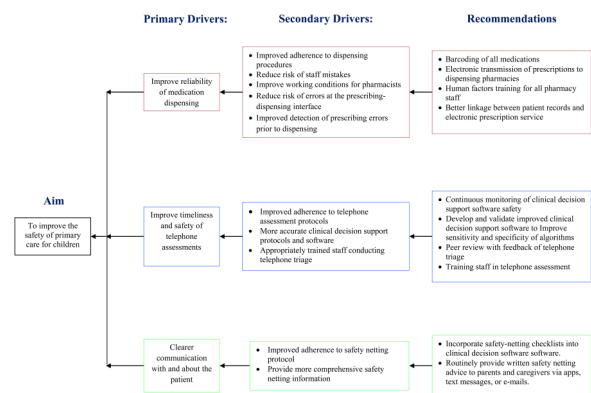 Primary Drivers:
Secondary Drivers:
Recommendations
Improve reliability
of medication
dispensing
• Improved adherence to dispensing
procedures
• Reduce risk of staff mistakes
• Improve working conditions for pharmacists
• Reduce risk of errors at the prescribing-
dispensing interface
• Improved detection of prescribing errors
prior to dispensing
• Barcoding of all medications
• Electronic transmission of prescriptions to
dispensing pharmacies
• Human factors training for all pharmacy
staff
• Better linkage between patient records and
electronic prescription service
Aim
To improve the
safety of primary
care for children
Improve timeliness
and safety of
telephone
assessments
• Improved adherence to telephone
assessment protocols
• More accurate clinical decision support
protocols and software
• Appropriately trained staff conducting
telephone triage
• Continuous monitoring of clinical decision
support software safety
• Develop and validate improved clinical
decision support software to Improve
sensitivity and specificity of algorithms
• Peer review with feedback of telephone
triage
• Training staff in telephone assessment
Clearer
communication
with and about the
patient
• Improved adherence to safety netting
protocol
• Provide more comprehensive safety
netting information
• Incorporate safety-netting checklists into
clinical decision software software.
• Routinely provide written safety netting
advice to parents and caregivers via apps,
text messages, or e-mails.